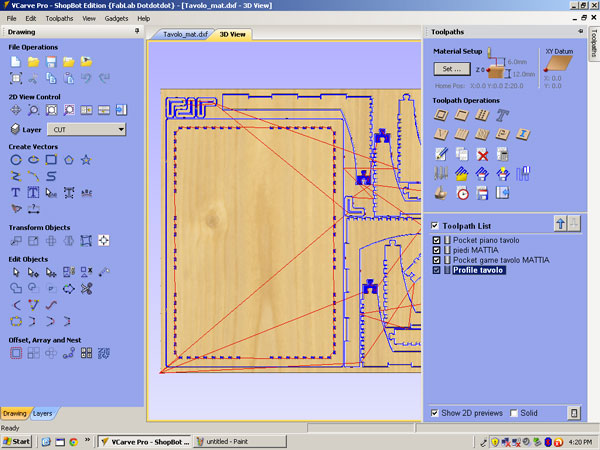 VCarve Pro - ShopBot Edition {FabLab Dotdotdot} - [Tavolo_mat.dxf - 3D View]
File Edit View Gadgets Help
Drawing
File Operations
2D View Control
Layer CUT
Create Vectors
Transform Objects
Edit Objects
Offset, Array and Nest
Drawing Layers
Tavolo_mat.dxf 3D View
Toolpaths
Material Setup
XY Datum
Set ...
Z 0
6.0mm
12.0mm
X: 0.0
Y: 0.0
Home Pos: X:0.0 Y:0.0 Z:20.0
Toolpath Operations
Toolpath List
Pocket piano tavolo
piedi MATTIA
Pocket game tavolo MATTIA
Profile tavolo
Show 2D previews
Solid
Toolpaths
Ready
Start
VCarve Pro - ShopBot
untitled - Paint
4:20 PM